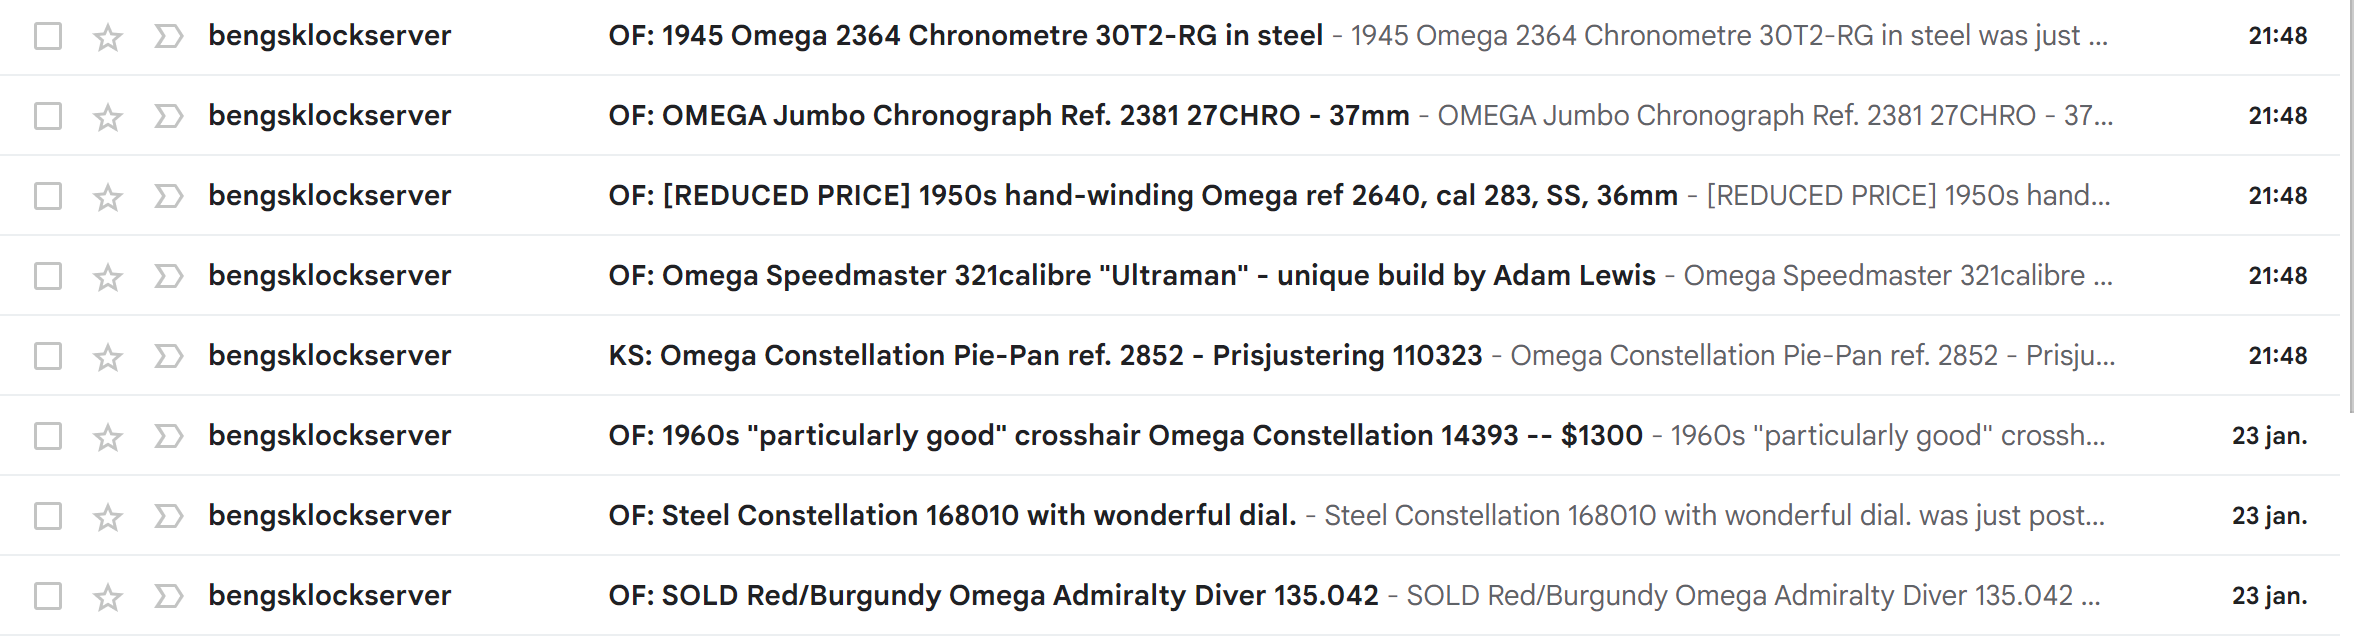 bengsklockserver OF: 1945 Omega 2364 Chronometre 30T2-RG in steel - 1945 Omega 2364 Chronometre 30T2-RG in steel was just ... 21:48
bengsklockserver OF: OMEGA Jumbo Chronograph Ref. 2381 27CHRO - 37mm - OMEGA Jumbo Chronograph Ref. 2381 27CHRO - 37... 21:48
bengsklockserver OF: [REDUCED PRICE] 1950s hand-winding Omega ref 2640, cal 283, SS, 36mm - [REDUCED PRICE] 1950s hand... 21:48
bengsklockserver OF: Omega Speedmaster 321calibre "Ultraman" - unique build by Adam Lewis - Omega Speedmaster 321calibre ... 21:48
bengsklockserver KS: Omega Constellation Pie-Pan ref. 2852 - Prisjustering 110323 - Omega Constellation Pie-Pan ref. 2852 - Prisju... 21:48
bengsklockserver OF: 1960s "particularly good" crosshair Omega Constellation 14393 -- $1300 - 1960s "particularly good" crossh... 23 jan.
bengsklockserver OF: Steel Constellation 168010 with wonderful dial. - Steel Constellation 168010 with wonderful dial. was just post... 23 jan.
bengsklockserver OF: SOLD Red/Burgundy Omega Admiralty Diver 135.042 - SOLD Red/Burgundy Omega Admiralty Diver 135.042 ... 23 jan.